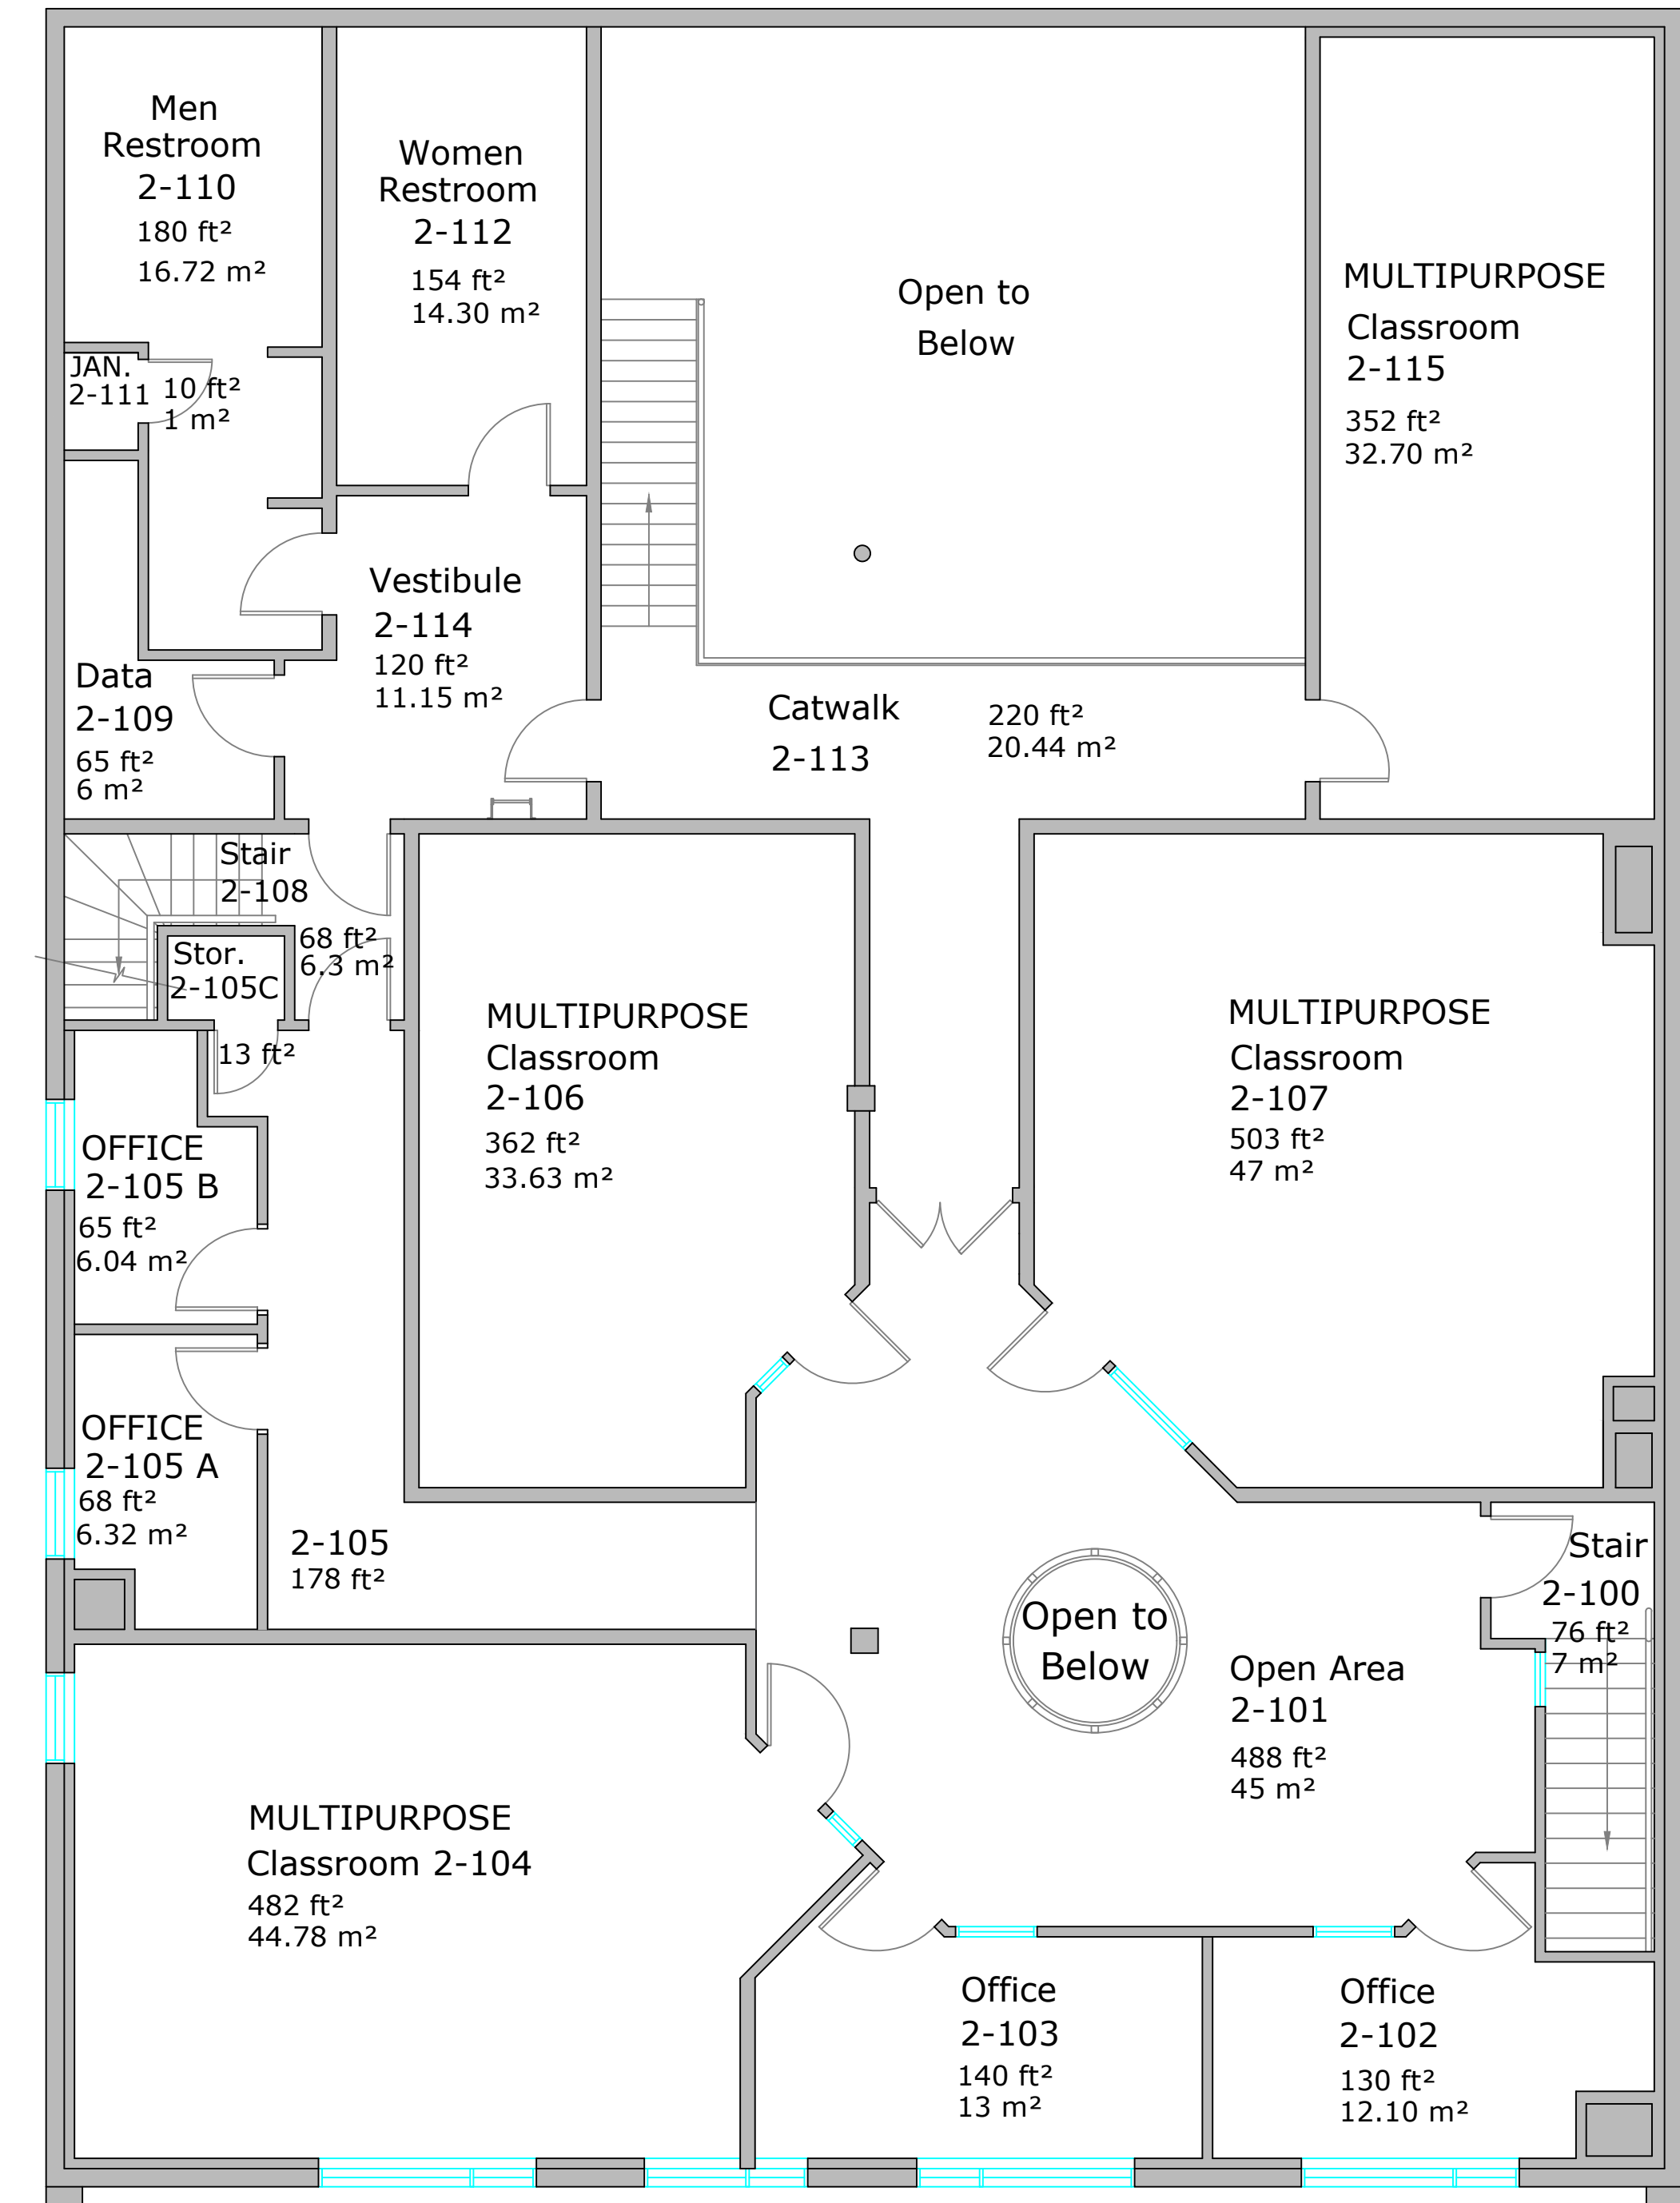 Men
Restroom
2-110
180 ft²
16.72 m²
Women
Restroom
2-112
154 ft²
14.30 m²
Open to
Below
MULTIPURPOSE
Classroom
2-115
352 ft²
32.70 m²
JAN.
2-111
10 ft²
1 m²
Vestibule
2-114
120 ft²
11.15 m²
Data
2-109
65 ft²
6 m²
Catwalk
2-113
220 ft²
20.44 m²
Stair
2-108
68 ft²
6.3 m²
Stor.
2-105C
13 ft²
MULTIPURPOSE
Classroom
2-106
362 ft²
33.63 m²
MULTIPURPOSE
Classroom
2-107
503 ft²
47 m²
OFFICE
2-105 B
65 ft²
6.04 m²
OFFICE
2-105 A
68 ft²
6.32 m²
2-105
178 ft²
Open to
Below
Stair
2-100
76 ft²
7 m²
Open Area
2-101
488 ft²
45 m²
MULTIPURPOSE
Classroom 2-104
482 ft²
44.78 m²
Office
2-103
140 ft²
13 m²
Office
2-102
130 ft²
12.10 m²